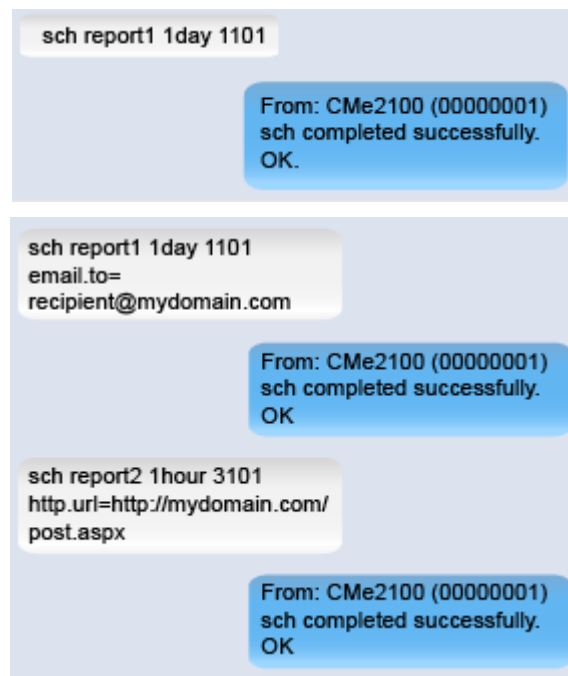 sch report1 1day 1101
From: CMe2100 (00000001)
sch completed successfully.
OK.
sch report1 1day 1101
email.to=
recipient@mydomain.com
From: CMe2100 (00000001)
sch completed successfully.
OK
sch report2 1hour 3101
http.url=http://mydomain.com/
post.aspx
From: CMe2100 (00000001)
sch completed successfully.
OK